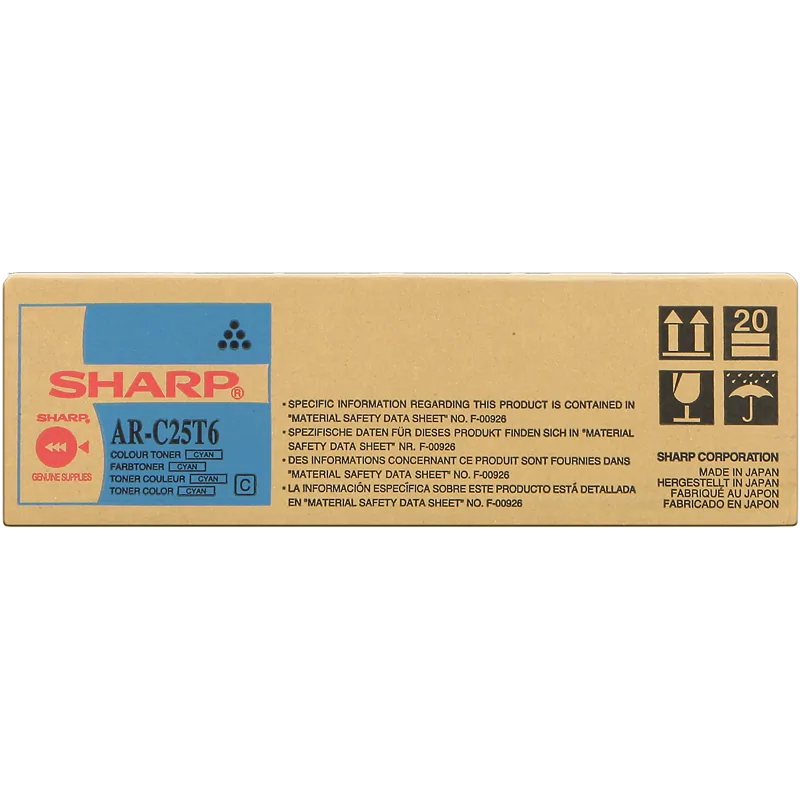 SHARP®
SHARP®
GENUINE SUPPLIES
AR-C25T6
COLOUR TONER CYAN
FARBTONER CYAN
TONER COULEUR CYAN
TONER COLOR CYAN
C
• SPECIFIC INFORMATION REGARDING THIS PRODUCT IS CONTAINED IN
"MATERIAL SAFETY DATA SHEET" NO. F-00926
• SPEZIFISCHE DATEN FÜR DIESES PRODUKT FINDEN SICH IN "MATERIAL
SAFETY DATA SHEET" NR. F-00926
• DES INFORMATIONS CONCERNANT CE PRODUIT SONT FOURNIES DANS
"MATERIAL SAFETY DATA SHEET" NO. F-00926
• LA INFORMACIÓN ESPECÍFICA SOBRE ESTE PRODUCTO ESTÁ DETALLADA
EN "MATERIAL SAFETY DATA SHEET" NO. F-00926
20
SHARP CORPORATION
MADE IN JAPAN
HERGESTELLT IN JAPAN
FABRIQUÉ AU JAPON
FABRICADO EN JAPON